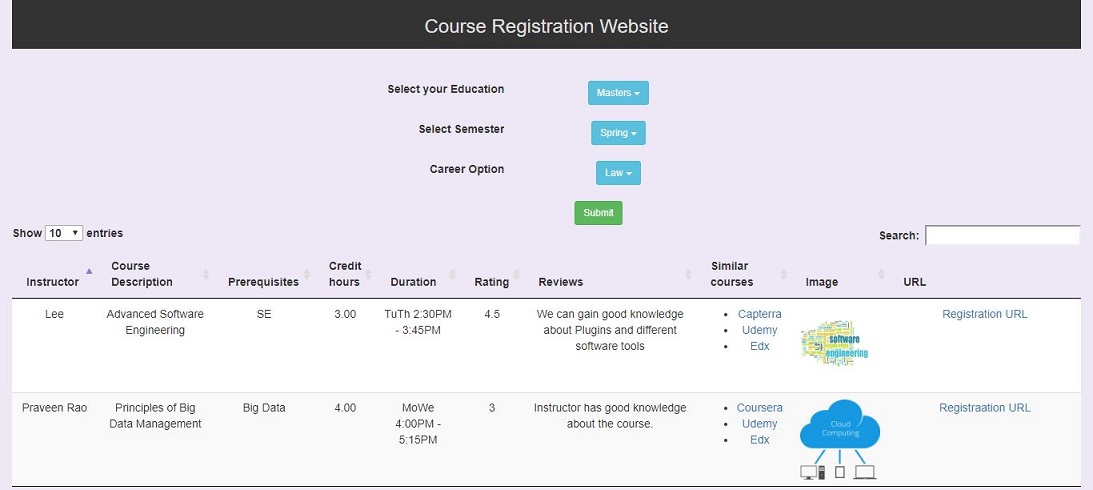 Course Registration Website
Select your Education
Masters
Select Semester
Spring
Career Option
Law
Submit
Show 10 entries
Search:
Instructor
Course
Description
Prerequisites
Credit
hours
Duration
Rating
Reviews
Similar
courses
Image
URL
Lee
Advanced Software
Engineering
SE
3.00
TuTh 2:30PM
- 3:45PM
4.5
We can gain good knowledge
about Plugins and different
software tools
Capterra
Udemy
Edx
software
engineering
Registration URL
Praveen Rao
Principles of Big
Data Management
Big Data
4.00
MoWe
4:00PM -
5:15PM
3
Instructor has good knowledge
about the course.
Coursera
Udemy
Edx
Cloud
Computing
Registraation URL